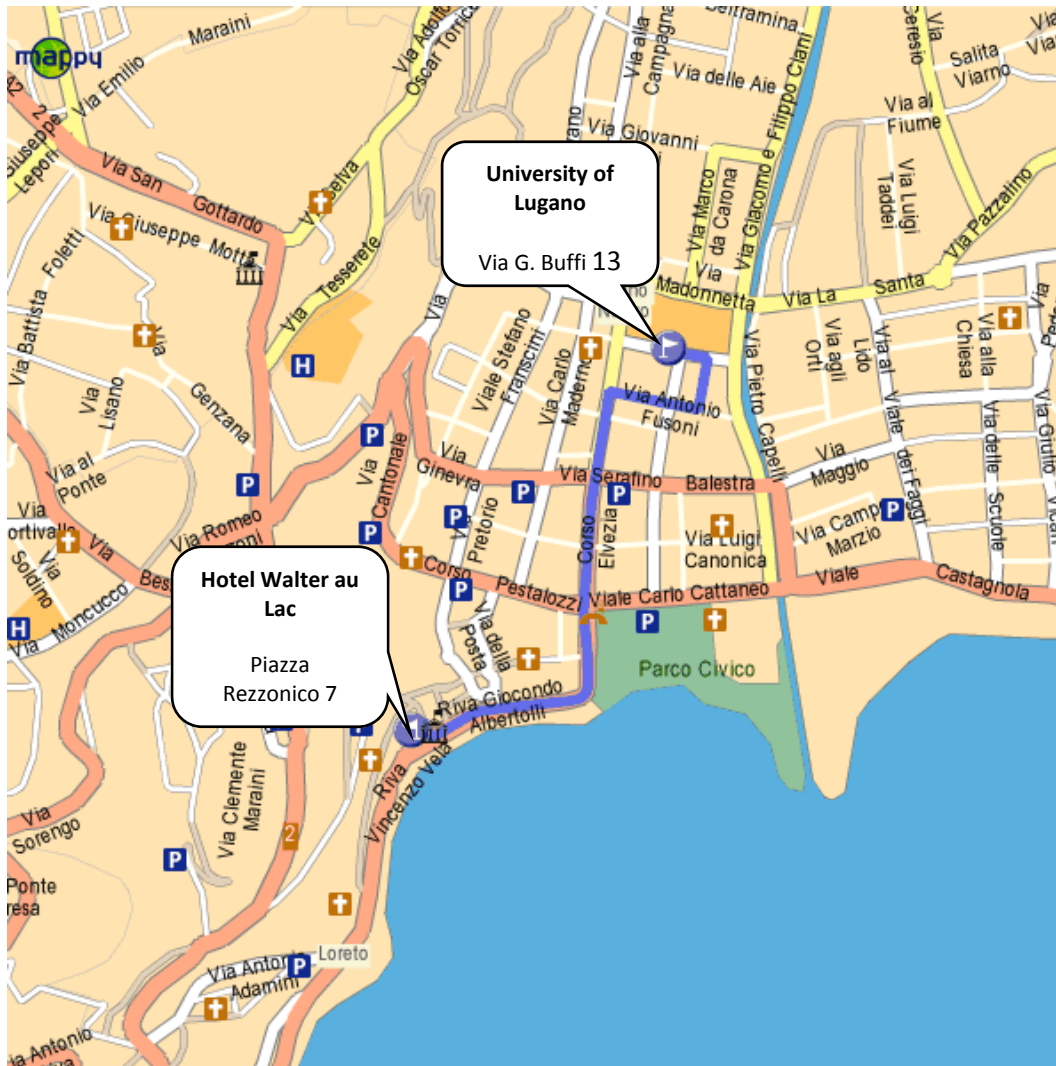 mappy
Maraini
Via Emilio
A2
2
Giuseppe
Lepori
Via San
Gottardo
Via Giuseppe Motta
Via Adolfo
Oscar Torrica
Via
Tesserete
Via Battista
Foletti
Via
Lisano
Via
Genzana
Via al
Ponte
Via
Soldino
Via
Via Moncucco
Via Romeo
H
H
P
P
P
P
P
P
P
P
P
P
P
P
University of
Lugano
Via G. Buffi 13
Via alla
Campagna
Beltramina
Via delle Aie
Via Giovanni
Via Marco
da Carona
Via Giacomo e Filippo Ciani
Via
Madonnetta
Via La
Santa
Via Pazzalino
Ceresio
Salita
Viarno
Via al
Fiume
Via Luigi
Taddei
Via
Viale Stefano
Franscini
Via Carlo
Maderno
Via Antonio
Fusoni
Via Pietro
Capelli
Via agli
Orti
Via al
Lido
Viale
dei Faggi
Via alla
Chiesa
Via delle
Scuole
Via Giulio
Via
Maggio
Via
Ginevra
Via Serafino
Balestra
Via
Cantonale
Pretorio
Corso
Elvezia
Via Luigi
Canonica
Via Campo
Marzio
Corso
Pestalozzi
Viale Carlo Cattaneo
Viale
Castagnola
Via della
Posta
Parco Civico
Hotel Walter au
Lac
Piazza
Rezzonico 7
Riva Giocondo
Albertolli
Riva
Vincenzo Vela
Via Clemente
Maraini
2
Via
Sorengo
Ponte
Loreto
Via Antonio
Adamini
Via Antonio